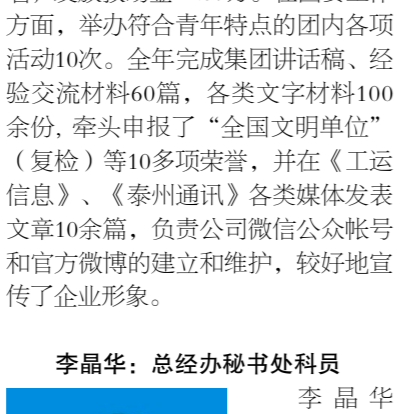 方面，举办符合青年特点的团内各项
活动10次。全年完成集团讲话稿、经
验交流材料60篇，各类文字材料100
余份, 牵头申报了“全国文明单位”
（复检）等10多项荣誉，并在《工运
信息》、《泰州通讯》各类媒体发表
文章10余篇，负责公司微信公众帐号
和官方微博的建立和维护，较好地宣
传了企业形象。
李晶华：总经办秘书处科员
李 晶 华